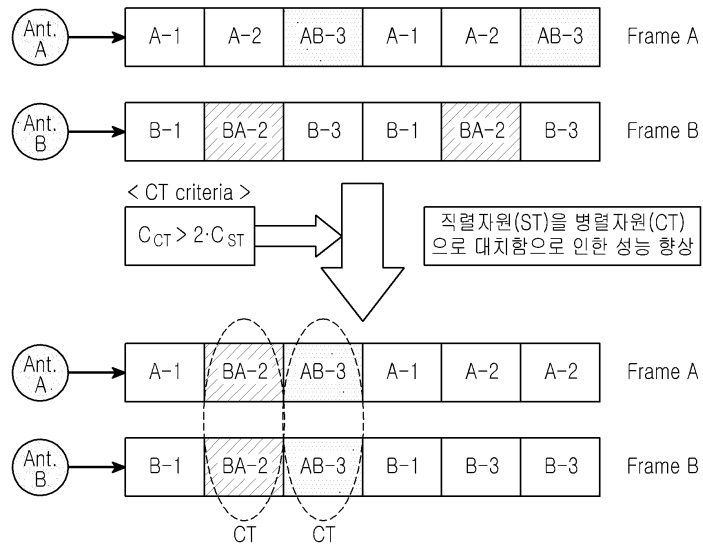 Ant. A
A-1 A-2 AB-3 A-1 A-2 AB-3 Frame A
Ant. B
B-1 BA-2 B-3 B-1 BA-2 B-3 Frame B
< CT criteria >
C_CT > 2·C_ST
직렬자원(ST)을 병렬자원(CT)
으로 대치함으로 인한 성능 향상
Ant. A
A-1 BA-2 AB-3 A-1 A-2 A-2 Frame A
Ant. B
B-1 BA-2 AB-3 B-1 B-3 B-3 Frame B
CT CT